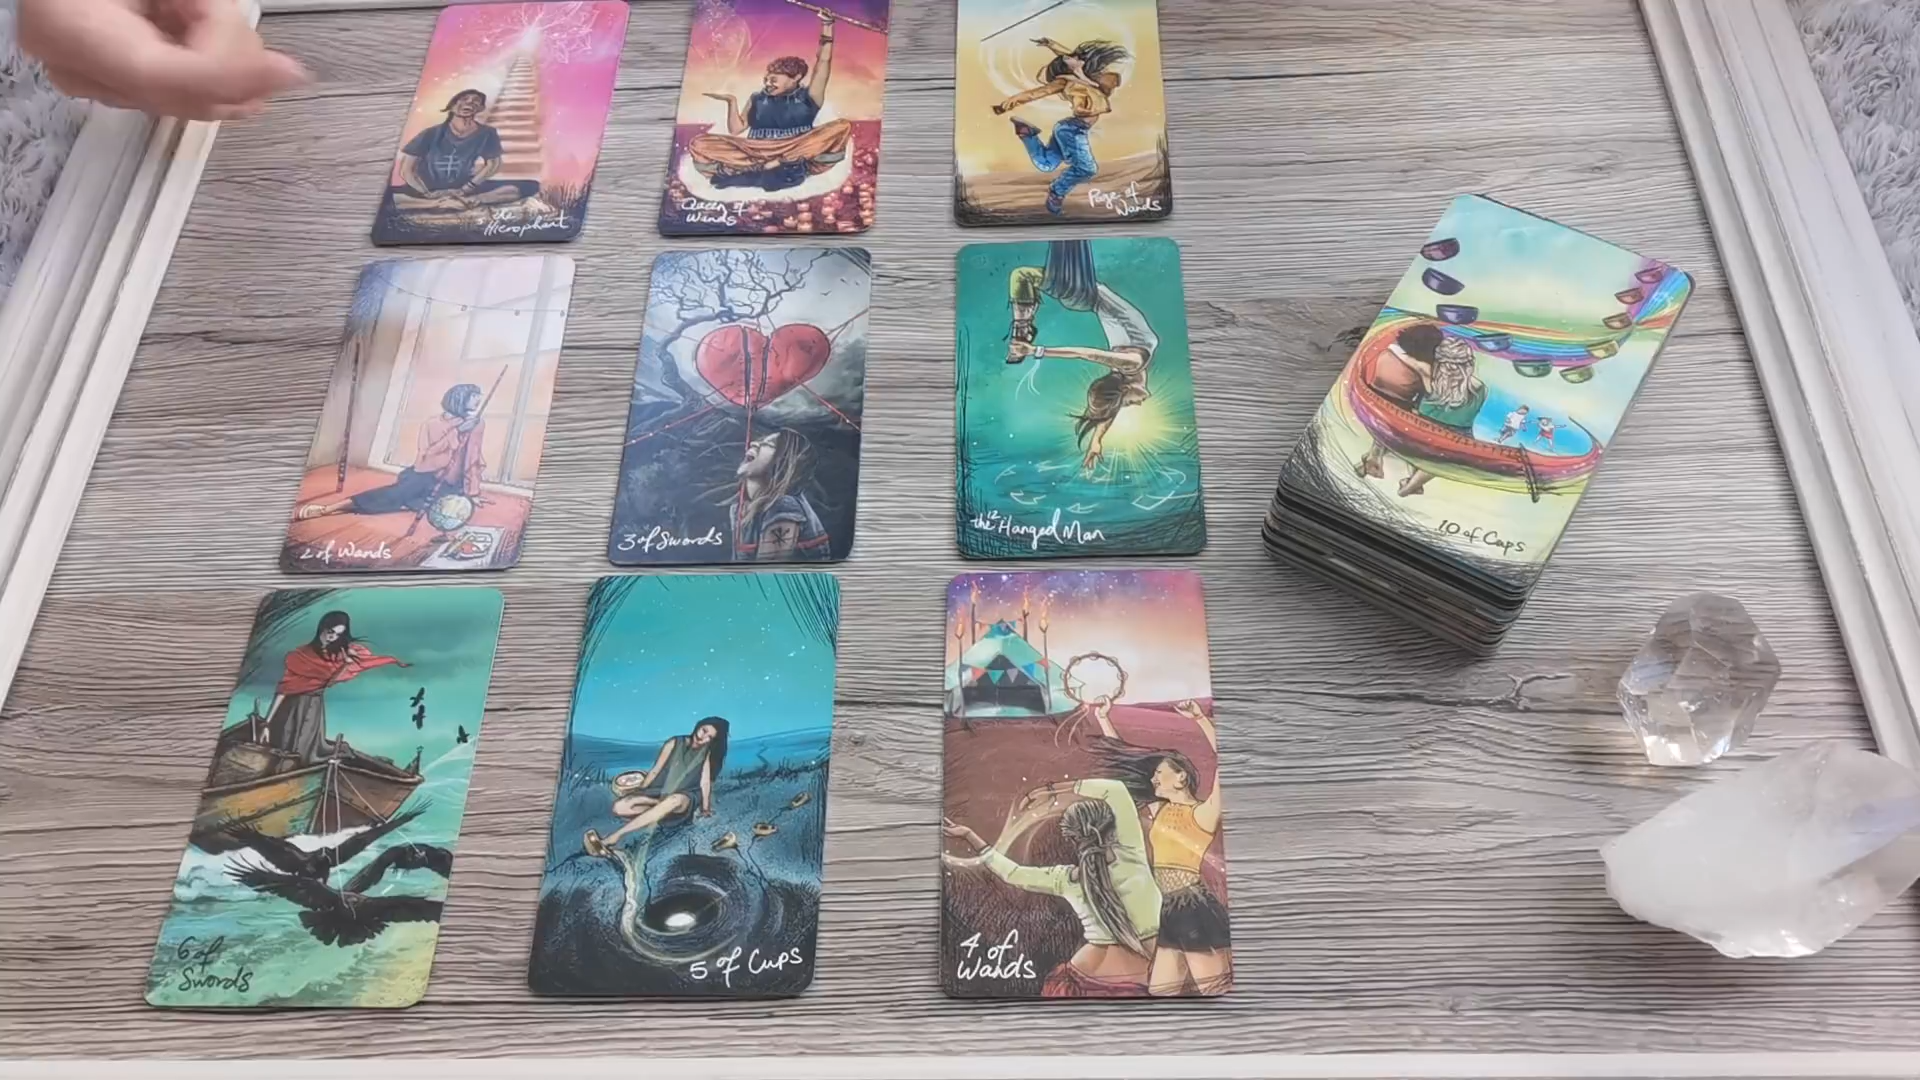 5
the
Hierophant
Queen of
Wands
Page of
Wands
2 of Wands
3 of Swords
12
the Hanged Man
10 of Cups
6 of
Swords
5 of Cups
4 of
Wands